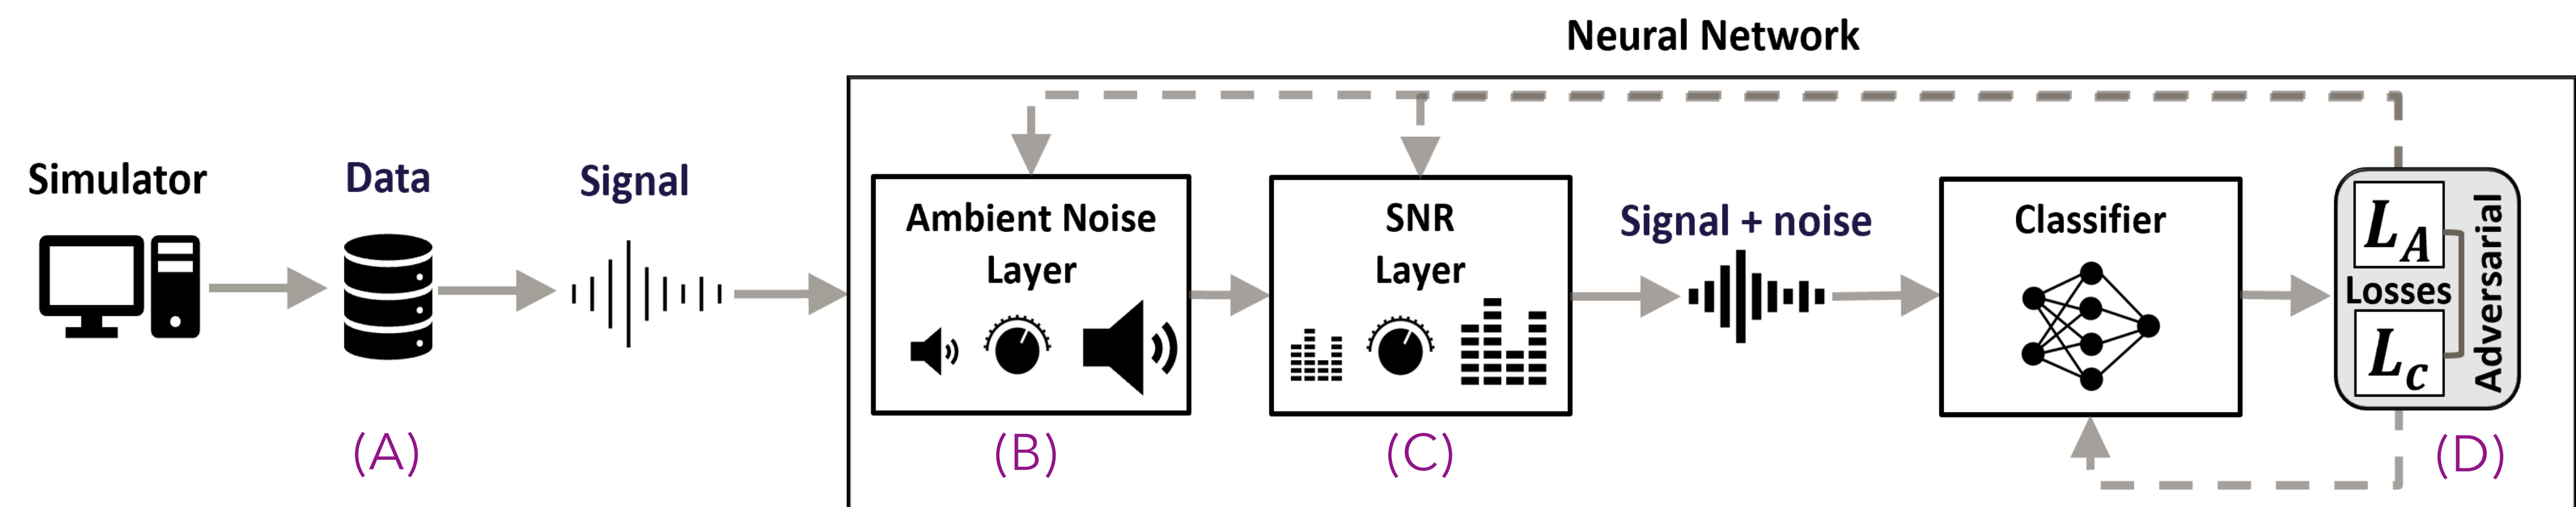 Neural Network
Simulator
Data
Signal
Ambient Noise
Layer
SNR
Layer
Signal + noise
Classifier
L_A
Losses
L_c
Adversarial
(A)
(B)
(C)
(D)